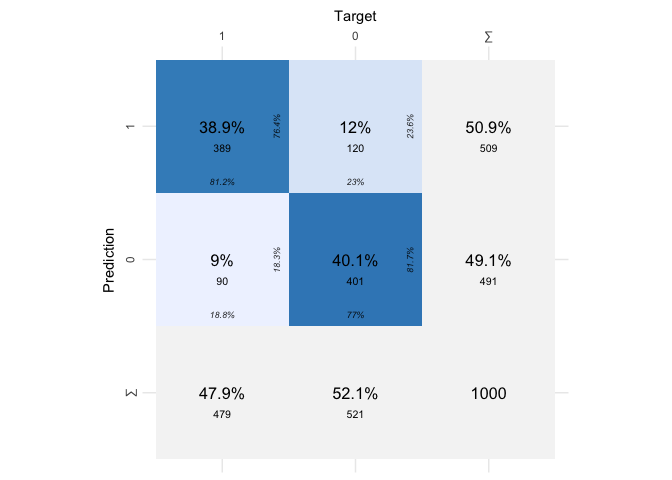 Target
1 0 ∑
1
38.9% 12% 50.9%
389 120 509
76.4% 23.6%
81.2% 23%
Prediction
0
9% 40.1% 49.1%
90 401 491
18.3% 81.7%
18.8% 77%
∑
47.9% 52.1% 1000
479 521